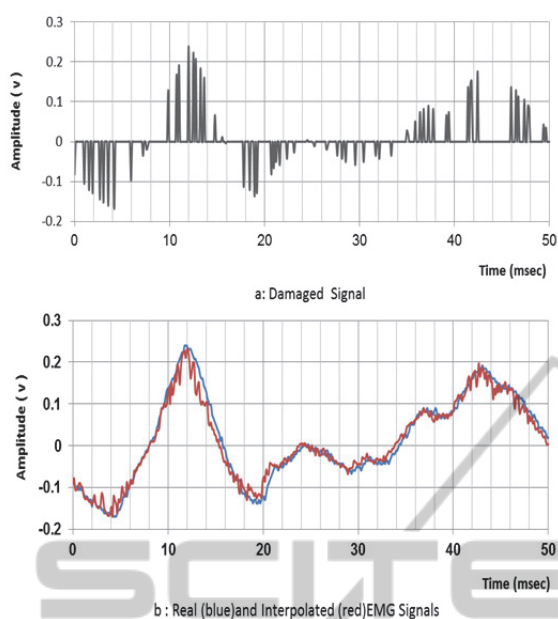 0.3
0.2
0.1
0
-0.1
-0.2
Amplitude ( v )
0 10 20 30 40 50
Time (msec)
a: Damaged Signal
0.3
0.2
0.1
0
-0.1
-0.2
Amplitude ( v )
0 10 20 30 40 50
Time (msec)
b : Real (blue)and Interpolated (red)EMG Signals
SCITE